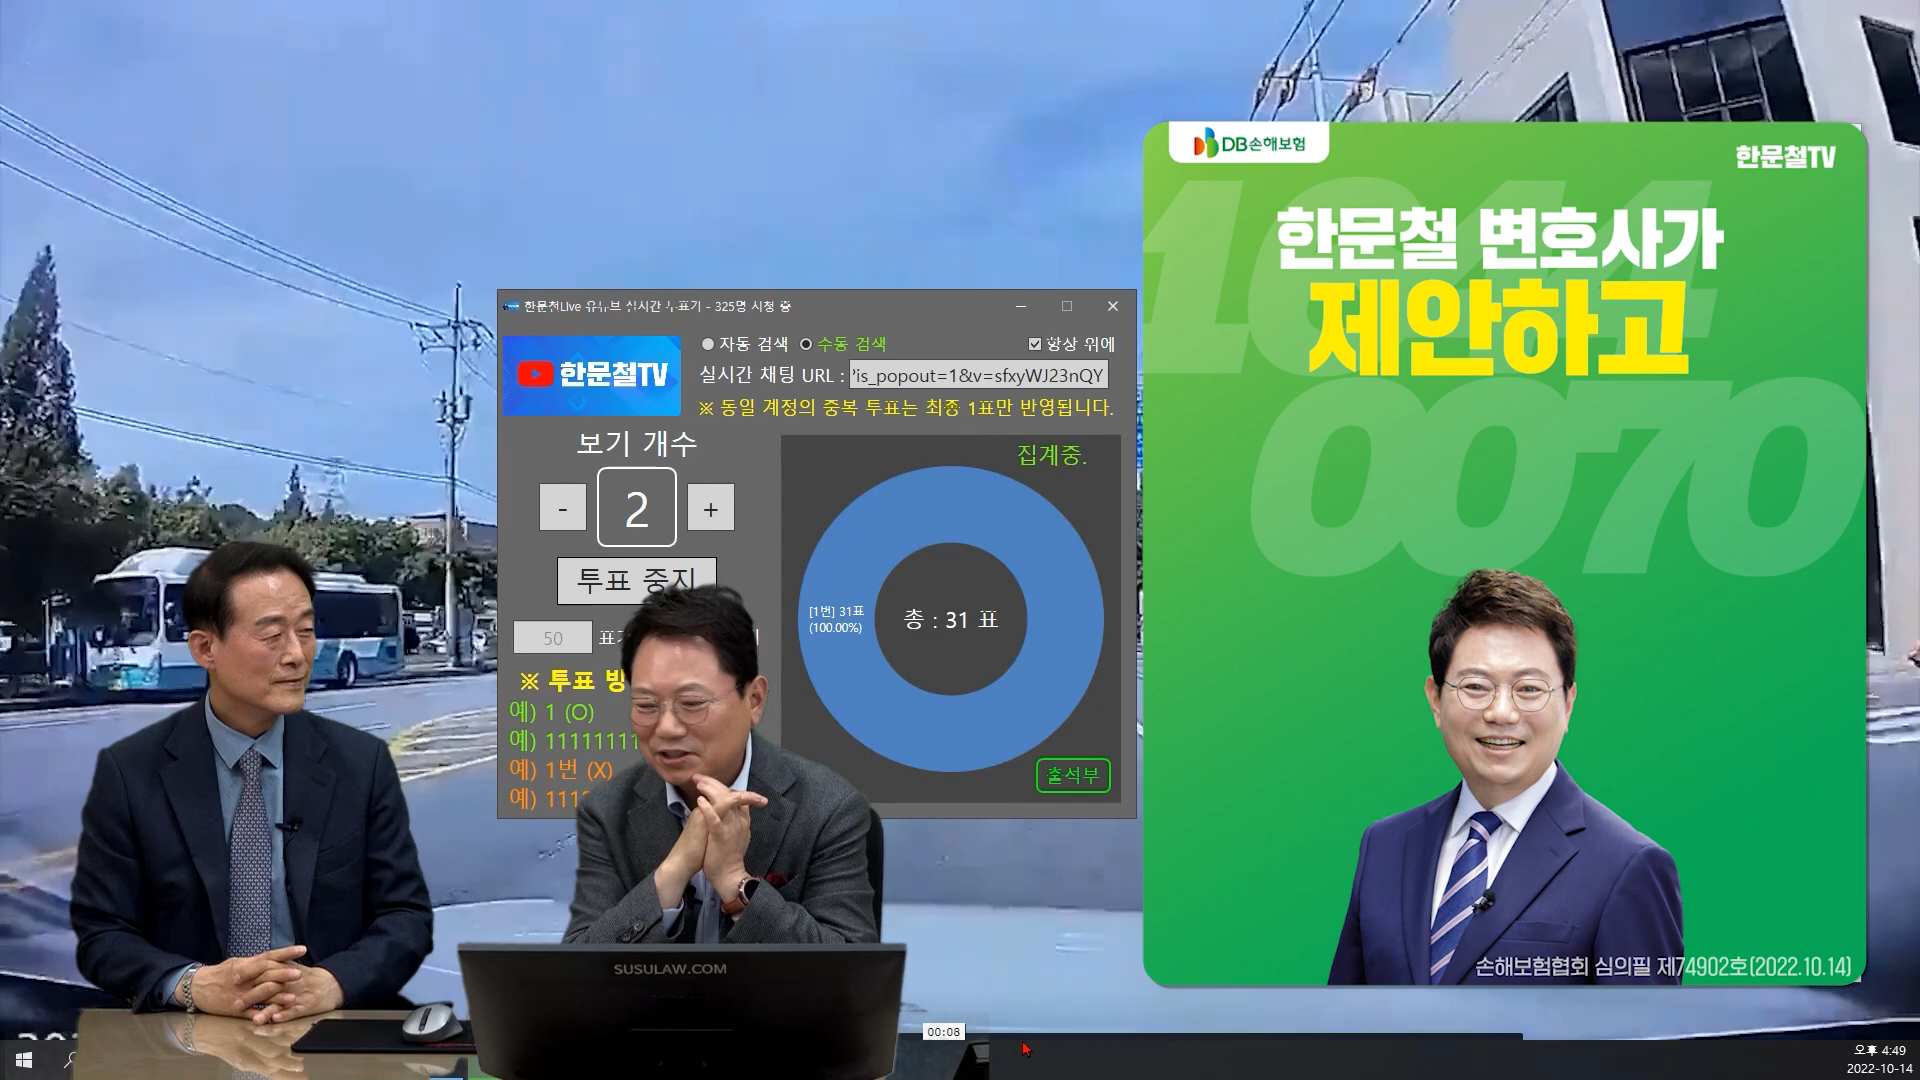 DB손해보험
한문철TV
한문철 변호사가
제안하고
1644
0070
손해보험협회 심의필 제74902호(2022.10.14)
한문철Live 유튜브 실시간 투표기 - 325명 시청 중
한문철TV
자동 검색 수동 검색 항상 위에
실시간 채팅 URL : ?is_popout=1&v=sfxyWJ23nQY
※ 동일 계정의 중복 투표는 최종 1표만 반영됩니다.
보기 개수
- 2 +
투표 중지
50
※ 투표
예) 1 (O)
예) 11111111
예) 1번 (X)
예)
집계중.
[1번] 31표
(100.00%)
총 : 31 표
출석부
SUSULAW.COM
00:08
오후 4:49
2022-10-14